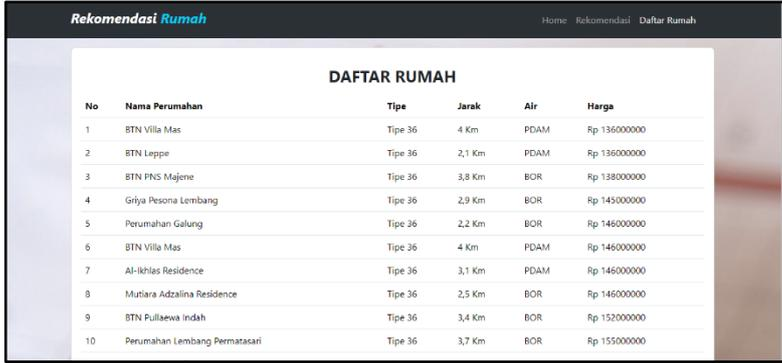 Rekomendasi Rumah Home Rekomendasi Daftar Rumah
DAFTAR RUMAH
No Nama Perumahan Tipe Jarak Air Harga
1 BTN Villa Mas Tipe 36 4 Km PDAM Rp 136000000
2 BTN Leppe Tipe 36 2,1 Km PDAM Rp 136000000
3 BTN PNS Majene Tipe 36 3,8 Km BOR Rp 138000000
4 Griya Pesona Lembang Tipe 36 2,9 Km BOR Rp 145000000
5 Perumahan Galung Tipe 36 2,2 Km BOR Rp 146000000
6 BTN Villa Mas Tipe 36 4 Km PDAM Rp 146000000
7 Al-Ikhlas Residence Tipe 36 3,1 Km PDAM Rp 146000000
8 Mutiara Adzalina Residence Tipe 36 2,5 Km BOR Rp 146000000
9 BTN Pullaewa Indah Tipe 36 3,4 Km BOR Rp 152000000
10 Perumahan Lembang Permatasari Tipe 36 3,7 Km BOR Rp 155000000